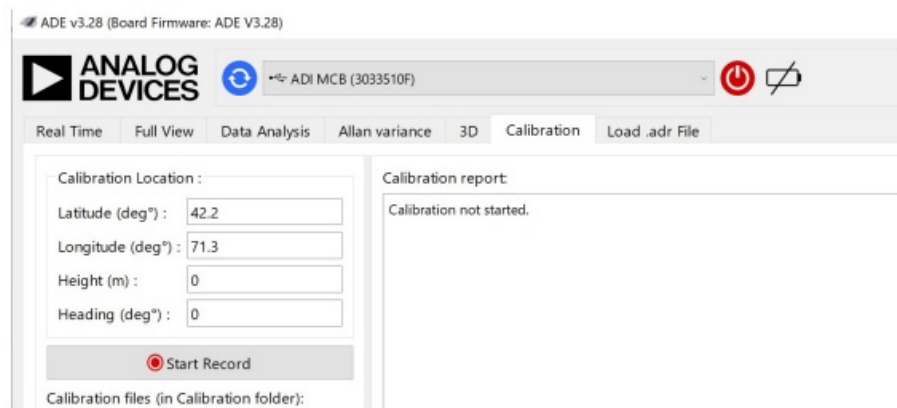 ADE v3.28 (Board Firmware: ADE V3.28)
ANALOG
DEVICES
ADI MCB (3033510F)
Real Time Full View Data Analysis Allan variance 3D Calibration Load .adr File
Calibration Location :
Latitude (deg°) : 42.2
Longitude (deg°) : 71.3
Height (m) : 0
Heading (deg°) : 0
Start Record
Calibration files (in Calibration folder):
Calibration report:
Calibration not started.